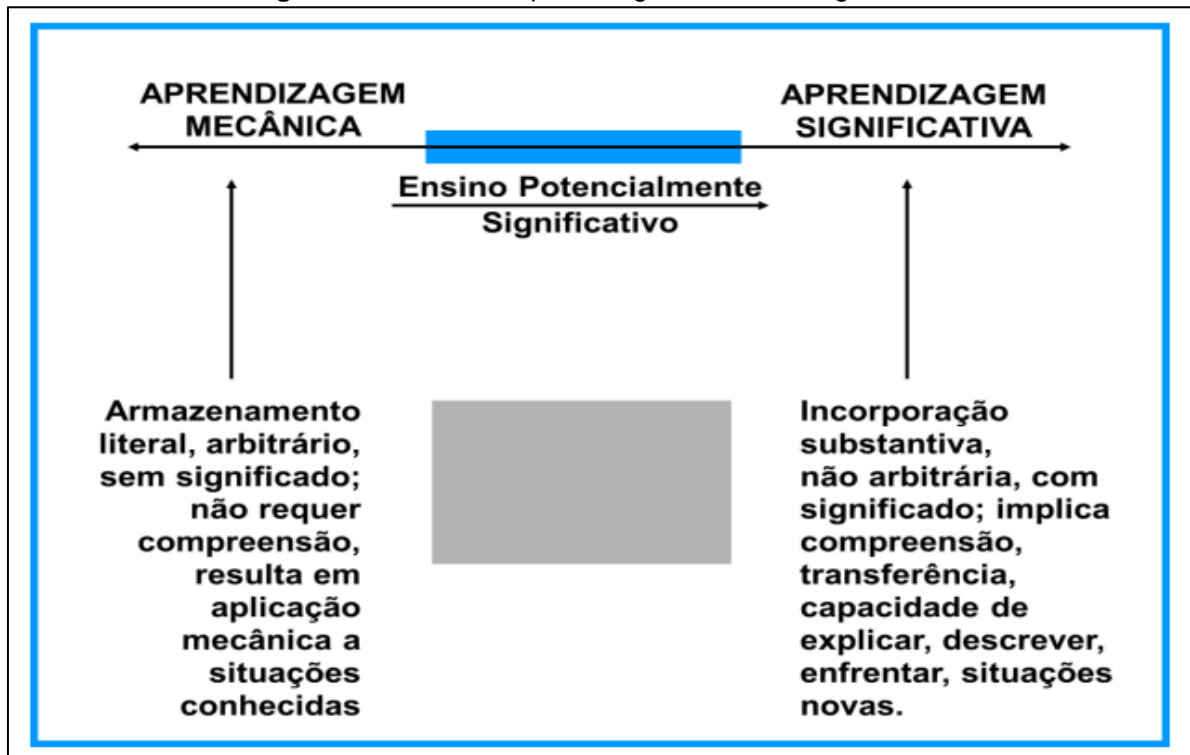 APRENDIZAGEM
MECÂNICA
APRENDIZAGEM
SIGNIFICATIVA
Ensino Potencialmente
Significativo
Armazenamento
literal, arbitrário,
sem significado;
não requer
compreensão,
resulta em
aplicação
mecânica a
situações
conhecidas
Incorporação
substantiva,
não arbitrária, com
significado; implica
compreensão,
transferência,
capacidade de
explicar, descrever,
enfrentar, situações
novas.